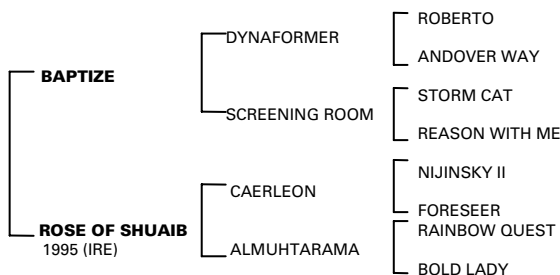 ROBERTO
DYNAFORMER
ANDOVER WAY
BAPTIZE
STORM CAT
SCREENING ROOM
REASON WITH ME
NIJINSKY II
CAERLEON
FORESEER
ROSE OF SHUAIB
1995 (IRE)
RAINBOW QUEST
ALMUHTARAMA
BOLD LADY